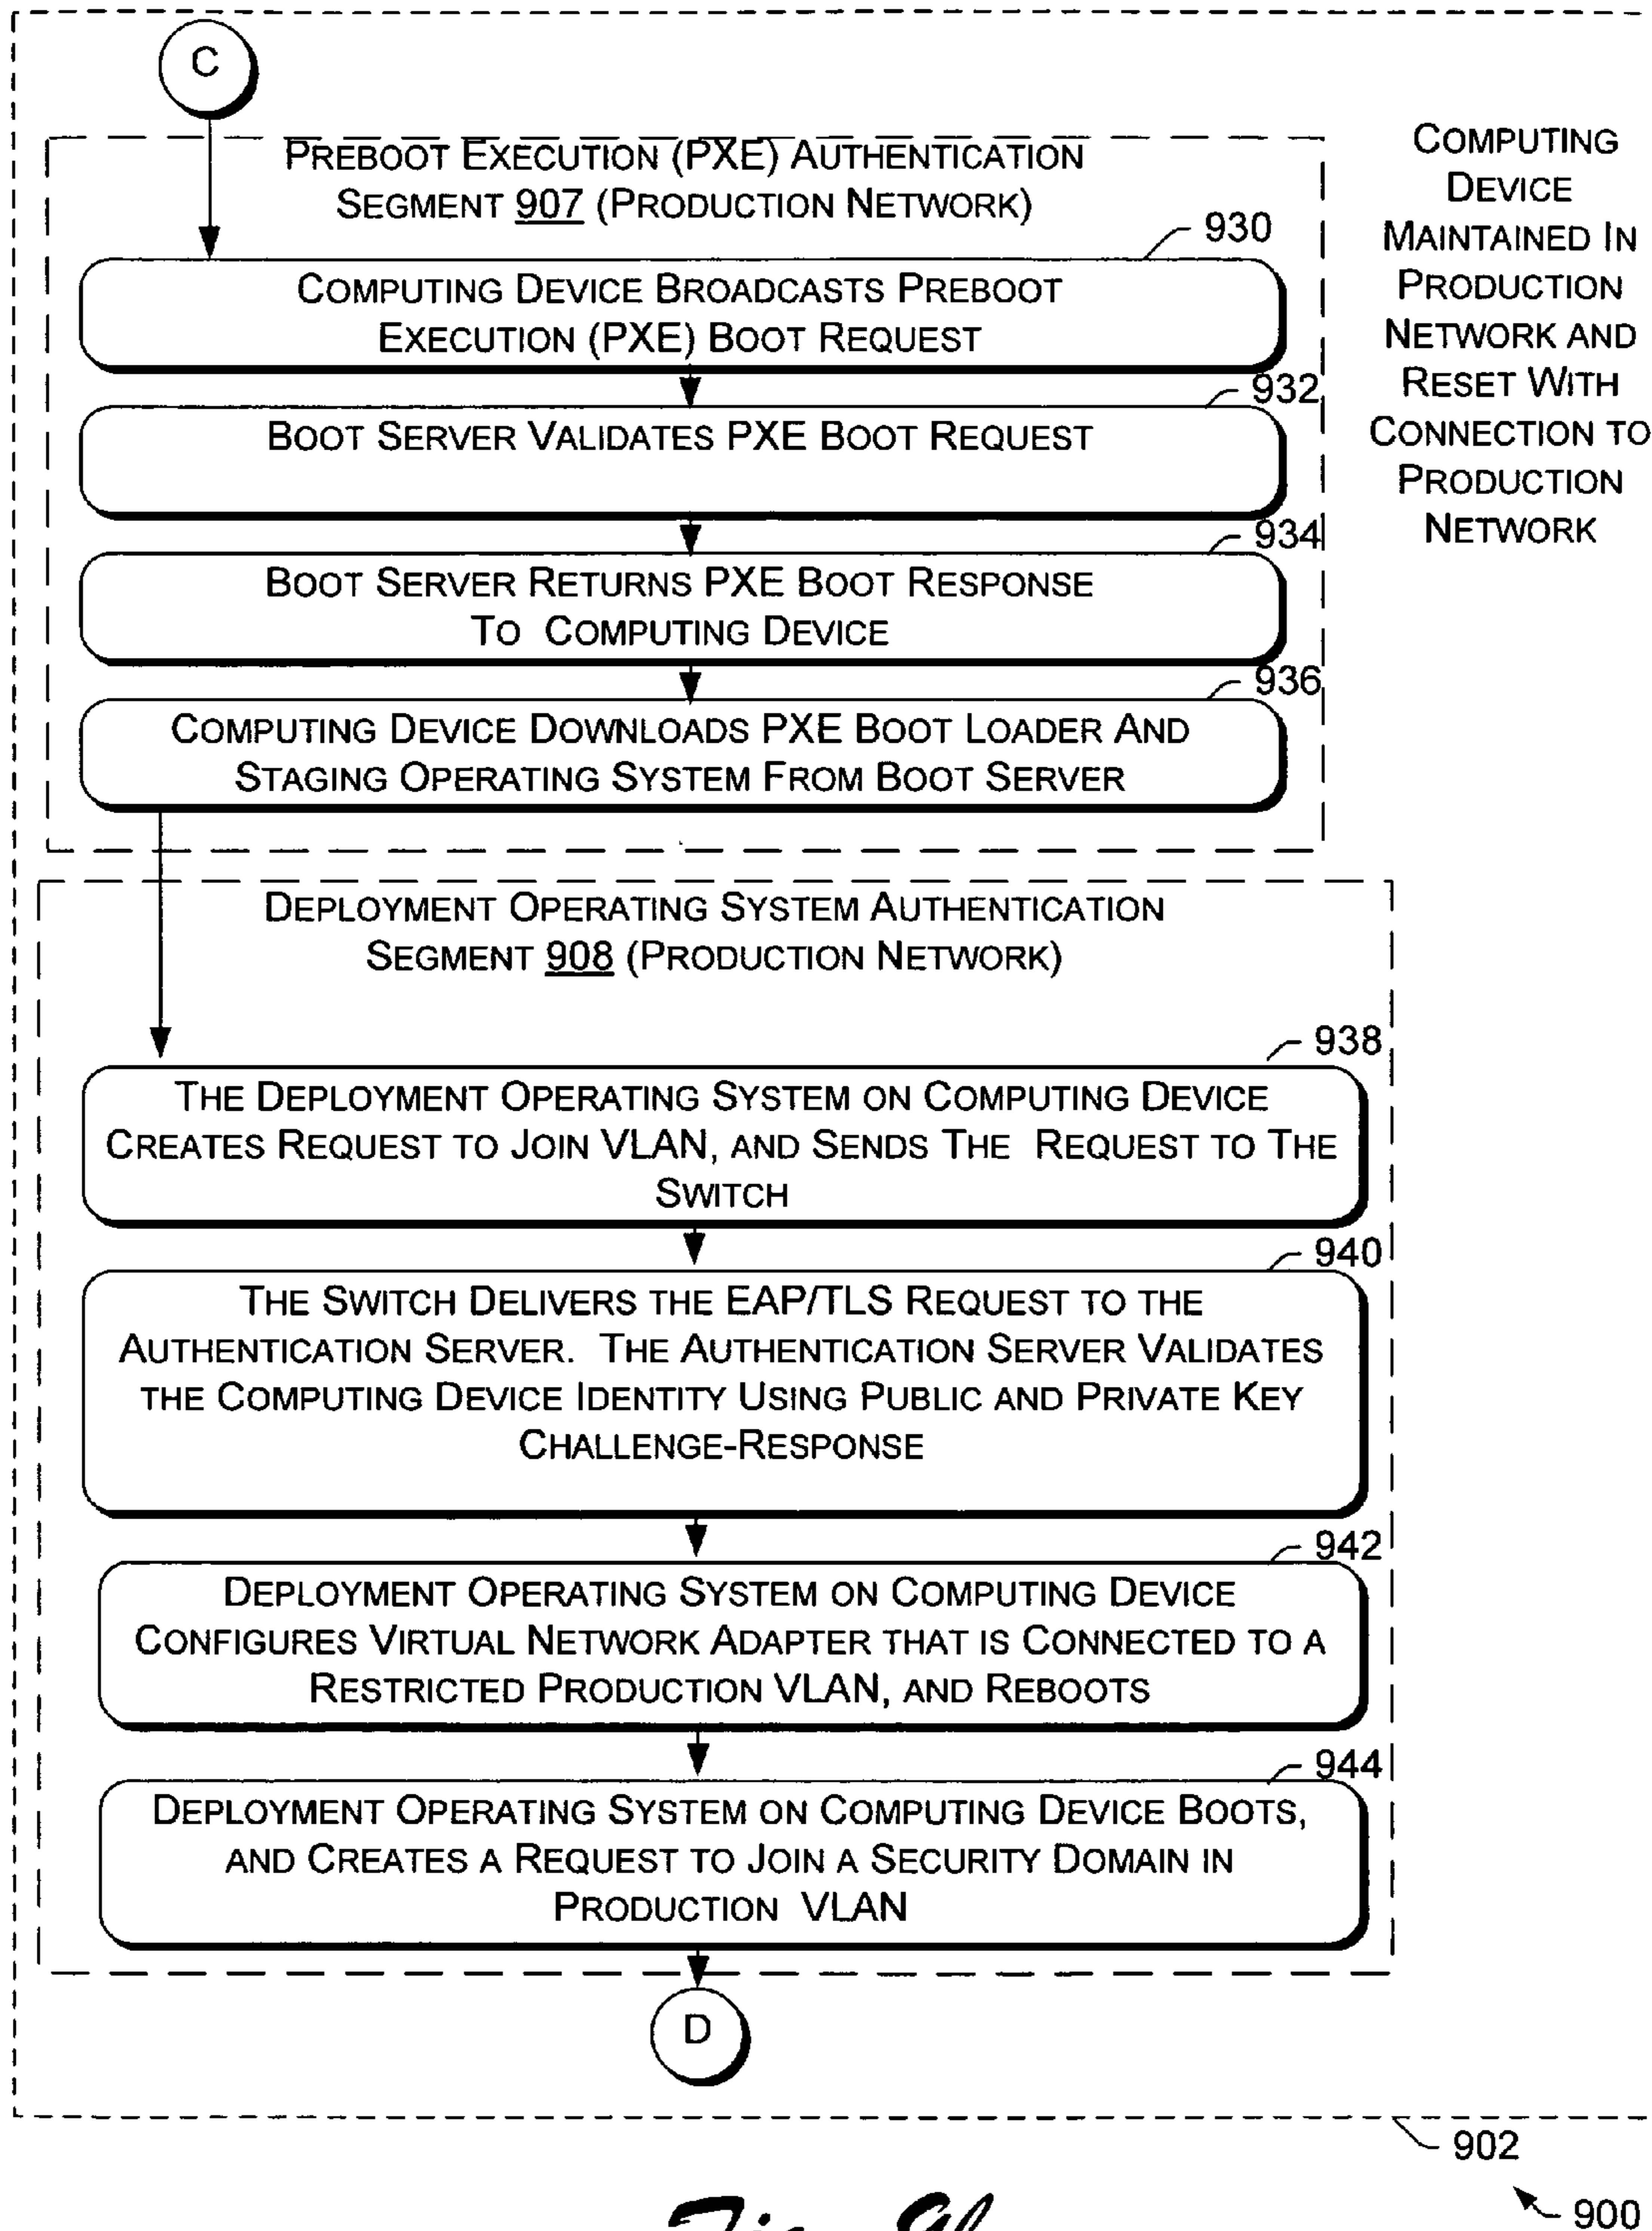 C
PREBOOT EXECUTION (PXE) AUTHENTICATION
SEGMENT 907 (PRODUCTION NETWORK)
COMPUTING
DEVICE
MAINTAINED IN
PRODUCTION
NETWORK AND
RESET WITH
CONNECTION TO
PRODUCTION
NETWORK
930
COMPUTING DEVICE BROADCASTS PREBOOT
EXECUTION (PXE) BOOT REQUEST
932
BOOT SERVER VALIDATES PXE BOOT REQUEST
934
BOOT SERVER RETURNS PXE BOOT RESPONSE
TO COMPUTING DEVICE
936
COMPUTING DEVICE DOWNLOADS PXE BOOT LOADER AND
STAGING OPERATING SYSTEM FROM BOOT SERVER
DEPLOYMENT OPERATING SYSTEM AUTHENTICATION
SEGMENT 908 (PRODUCTION NETWORK)
938
THE DEPLOYMENT OPERATING SYSTEM ON COMPUTING DEVICE
CREATES REQUEST TO JOIN VLAN, AND SENDS THE REQUEST TO THE
SWITCH
940
THE SWITCH DELIVERS THE EAP/TLS REQUEST TO THE
AUTHENTICATION SERVER. THE AUTHENTICATION SERVER VALIDATES
THE COMPUTING DEVICE IDENTITY USING PUBLIC AND PRIVATE KEY
CHALLENGE-RESPONSE
942
DEPLOYMENT OPERATING SYSTEM ON COMPUTING DEVICE
CONFIGURES VIRTUAL NETWORK ADAPTER THAT IS CONNECTED TO A
RESTRICTED PRODUCTION VLAN, AND REBOOTS
944
DEPLOYMENT OPERATING SYSTEM ON COMPUTING DEVICE BOOTS,
AND CREATES A REQUEST TO JOIN A SECURITY DOMAIN IN
PRODUCTION VLAN
D
902
900